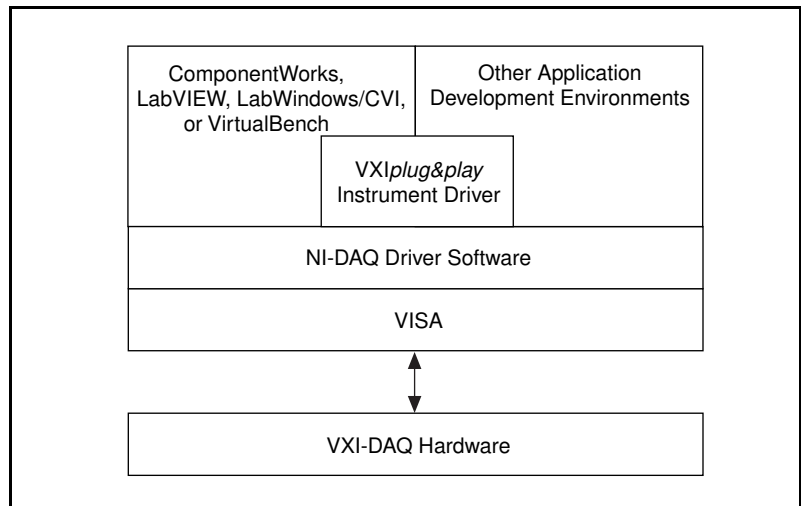 ComponentWorks,
LabVIEW, LabWindows/CVI,
or VirtualBench
Other Application
Development Environments
VXIplug&play
Instrument Driver
NI-DAQ Driver Software
VISA
VXI-DAQ Hardware